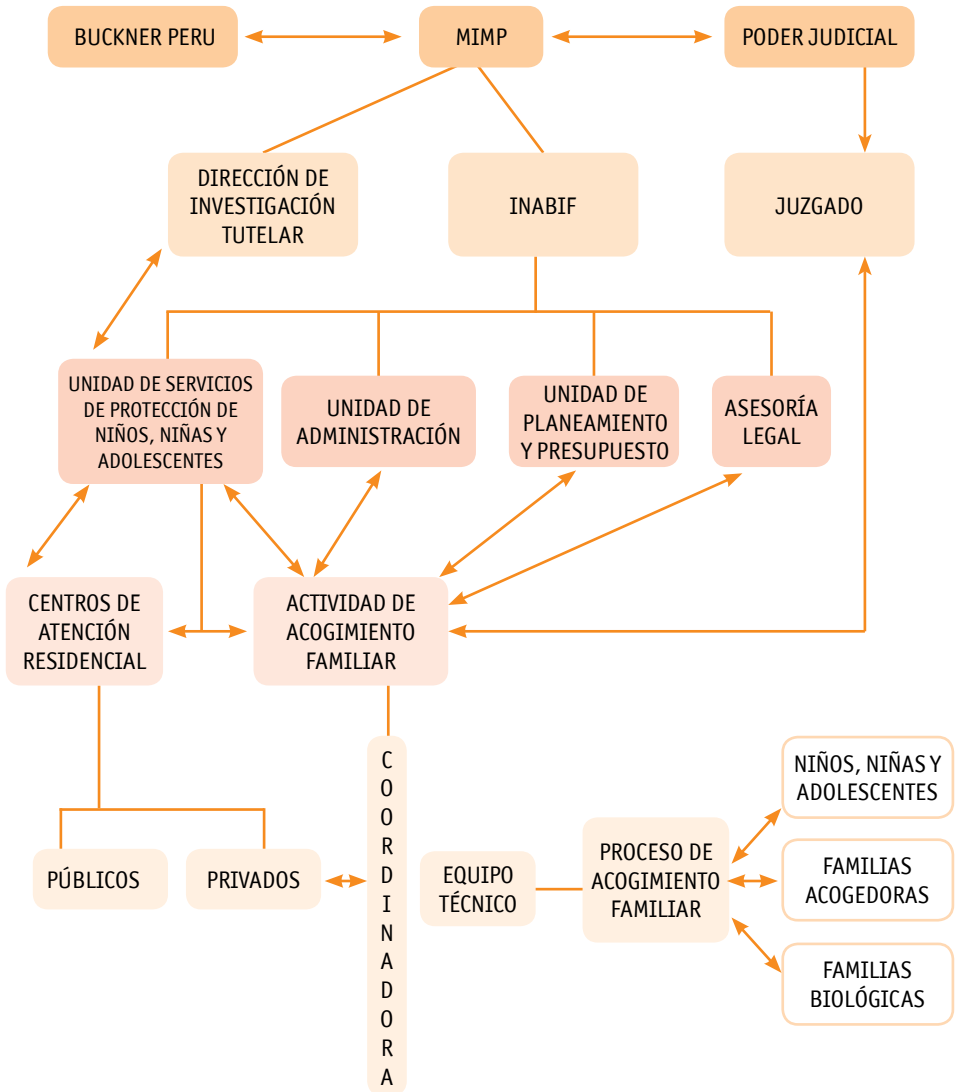 BUCKNER PERU
MIMP
PODER JUDICIAL
DIRECCIÓN DE
INVESTIGACIÓN
TUTELAR
INABIF
JUZGADO
UNIDAD DE SERVICIOS
DE PROTECCIÓN DE
NIÑOS, NIÑAS Y
ADOLESCENTES
UNIDAD DE
ADMINISTRACIÓN
UNIDAD DE
PLANEAMIENTO
Y PRESUPUESTO
ASESORÍA
LEGAL
CENTROS DE
ATENCIÓN
RESIDENCIAL
ACTIVIDAD DE
ACOGIMIENTO
FAMILIAR
PÚBLICOS
PRIVADOS
C
O
O
R
D
I
N
A
D
O
R
A
EQUIPO
TÉCNICO
PROCESO DE
ACOGIMIENTO
FAMILIAR
NIÑOS, NIÑAS Y
ADOLESCENTES
FAMILIAS
ACOGEDORAS
FAMILIAS
BIOLÓGICAS